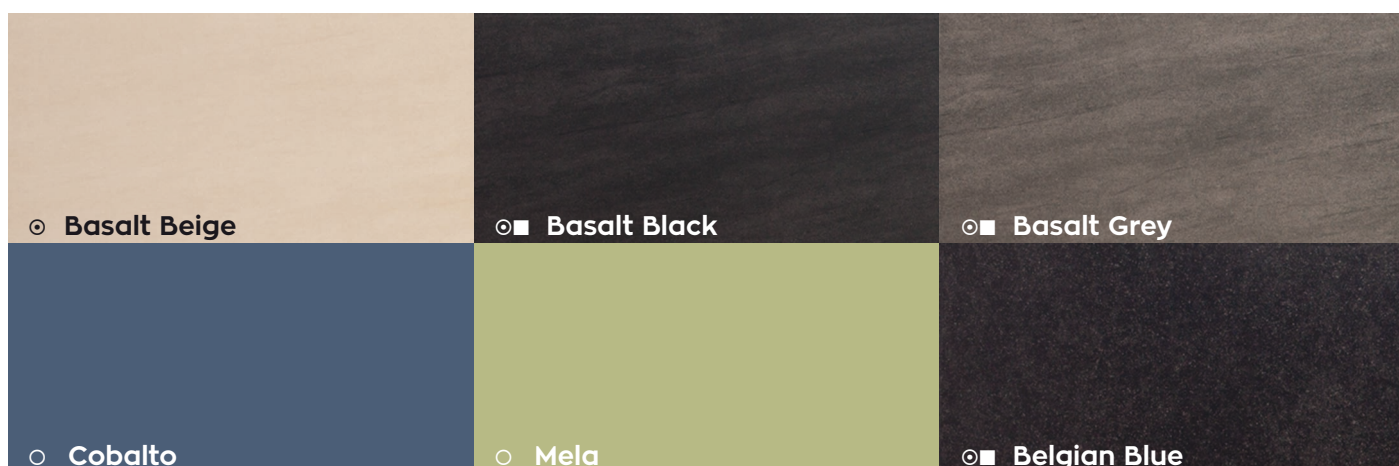 ⊙ Basalt Beige
⊙■ Basalt Black
⊙■ Basalt Grey
○ Cobalto
○ Mela
⊙■ Belgian Blue